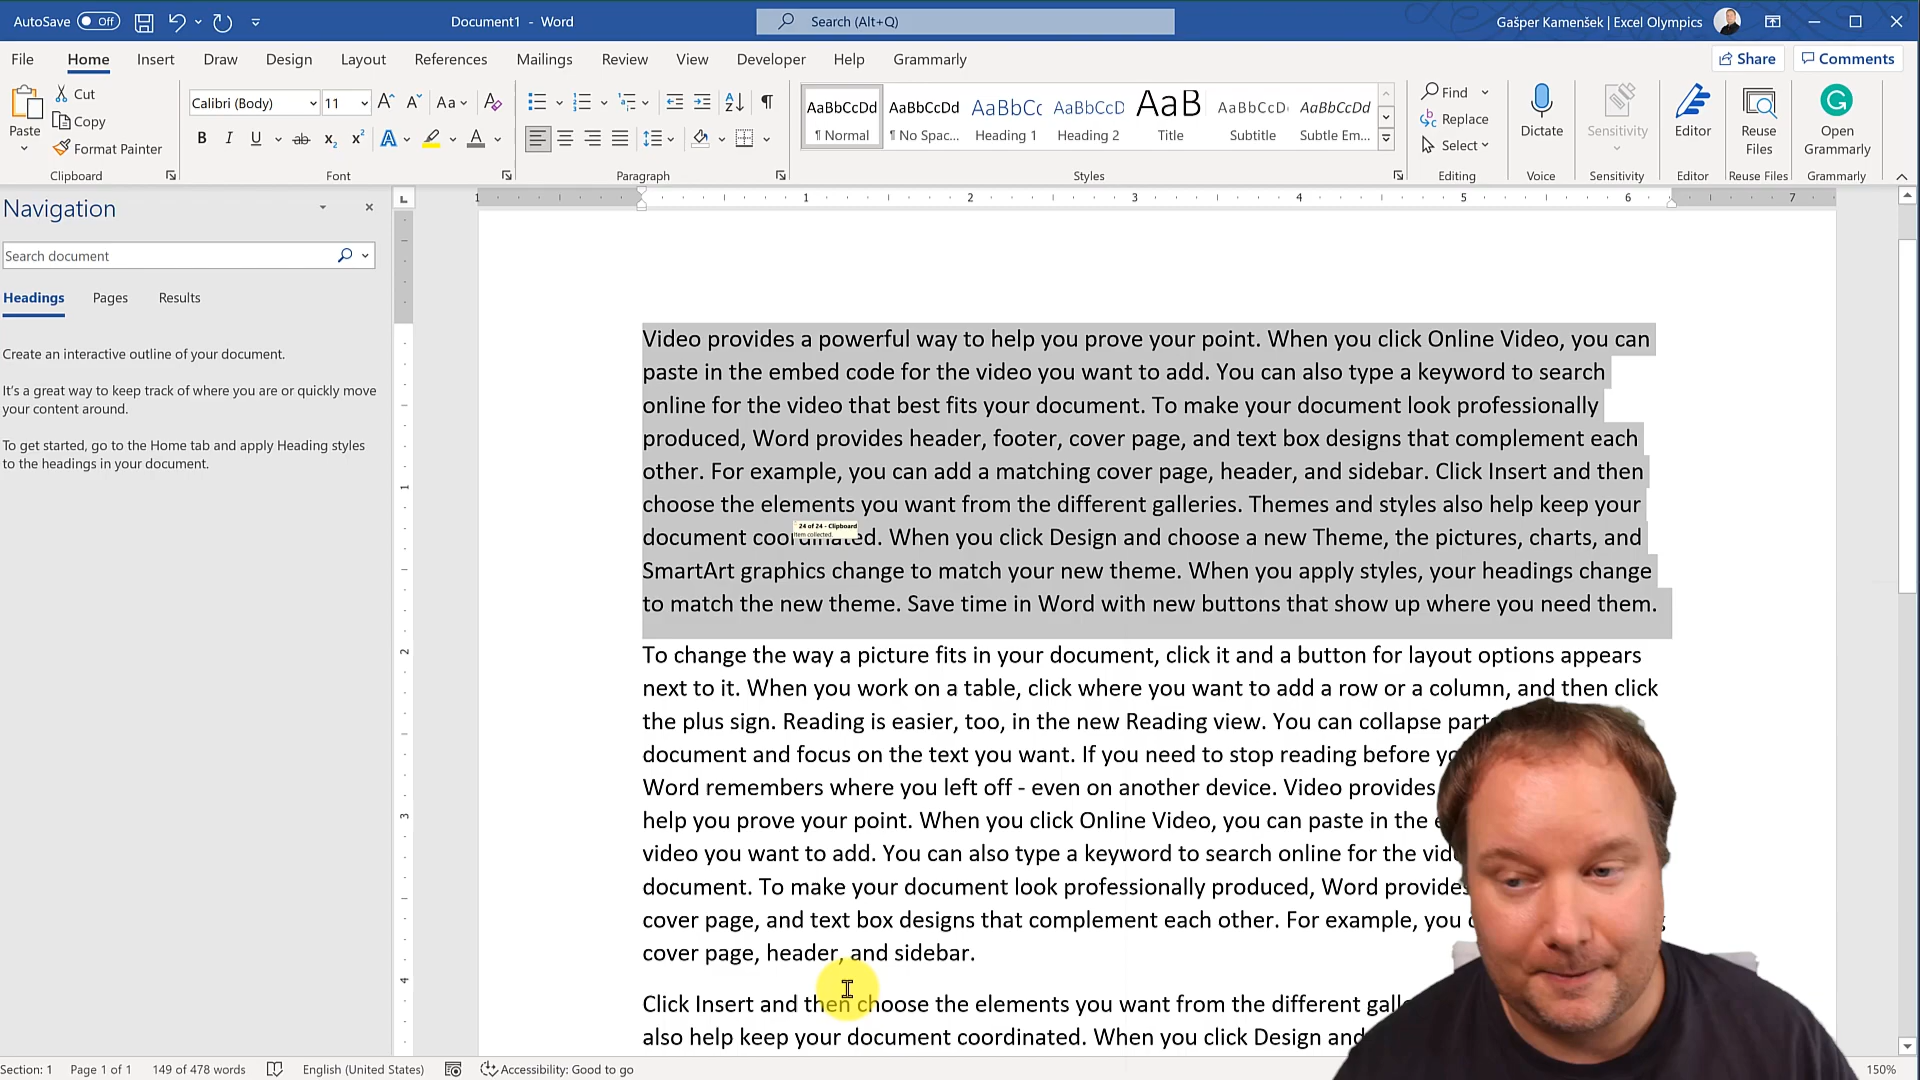 AutoSave Off Document1 - Word Search (Alt+Q) Gašper Kamenšek | Excel Olympics
File Home Insert Draw Design Layout References Mailings Review View Developer Help Grammarly Share Comments
Paste
Cut
Copy
Format Painter
Clipboard
Calibri (Body) 11 Aa
B I U ab x₂ x² A A
Font
Paragraph
AaBbCcDd AaBbCcDd AaBbCc AaBbCcD AaB AaBbCcD AaBbCcDd
¶ Normal ¶ No Spac... Heading 1 Heading 2 Title Subtitle Subtle Em...
Styles
Find
Replace
Select
Editing
Dictate
Voice
Sensitivity
Sensitivity
Editor
Editor
Reuse
Files
Reuse Files
Open
Grammarly
Grammarly
Navigation
Search document
Headings Pages Results
Create an interactive outline of your document.
It's a great way to keep track of where you are or quickly move
your content around.
To get started, go to the Home tab and apply Heading styles
to the headings in your document.
L
1 1 2 3 4 5 6 7
1
2
3
4
Video provides a powerful way to help you prove your point. When you click Online Video, you can
paste in the embed code for the video you want to add. You can also type a keyword to search
online for the video that best fits your document. To make your document look professionally
produced, Word provides header, footer, cover page, and text box designs that complement each
other. For example, you can add a matching cover page, header, and sidebar. Click Insert and then
choose the elements you want from the different galleries. Themes and styles also help keep your
24 of 24 - Clipboard
Item collected.
document coordinated. When you click Design and choose a new Theme, the pictures, charts, and
SmartArt graphics change to match your new theme. When you apply styles, your headings change
to match the new theme. Save time in Word with new buttons that show up where you need them.
To change the way a picture fits in your document, click it and a button for layout options appears
next to it. When you work on a table, click where you want to add a row or a column, and then click
the plus sign. Reading is easier, too, in the new Reading view. You can collapse parts
document and focus on the text you want. If you need to stop reading before
Word remembers where you left off - even on another device. Video provides
help you prove your point. When you click Online Video, you can paste in the
video you want to add. You can also type a keyword to search online for the
document. To make your document look professionally produced, Word provides
cover page, and text box designs that complement each other. For example, you
cover page, header, and sidebar.
Click Insert and then choose the elements you want from the different
also help keep your document coordinated. When you click Design and
Section: 1 Page 1 of 1 149 of 478 words English (United States) Accessibility: Good to go 150%